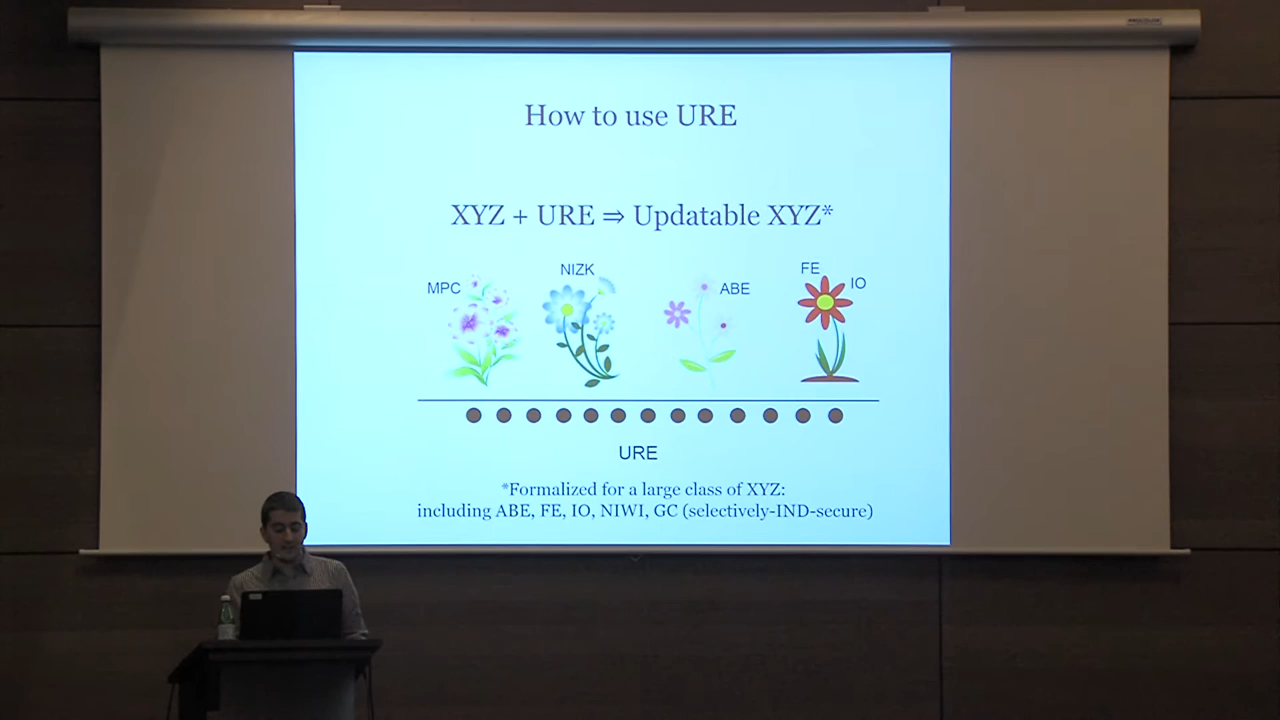 How to use URE
XYZ + URE ⇒ Updatable XYZ*
MPC
NIZK
ABE
FE
IO
URE
*Formalized for a large class of XYZ:
including ABE, FE, IO, NIWI, GC (selectively-IND-secure)